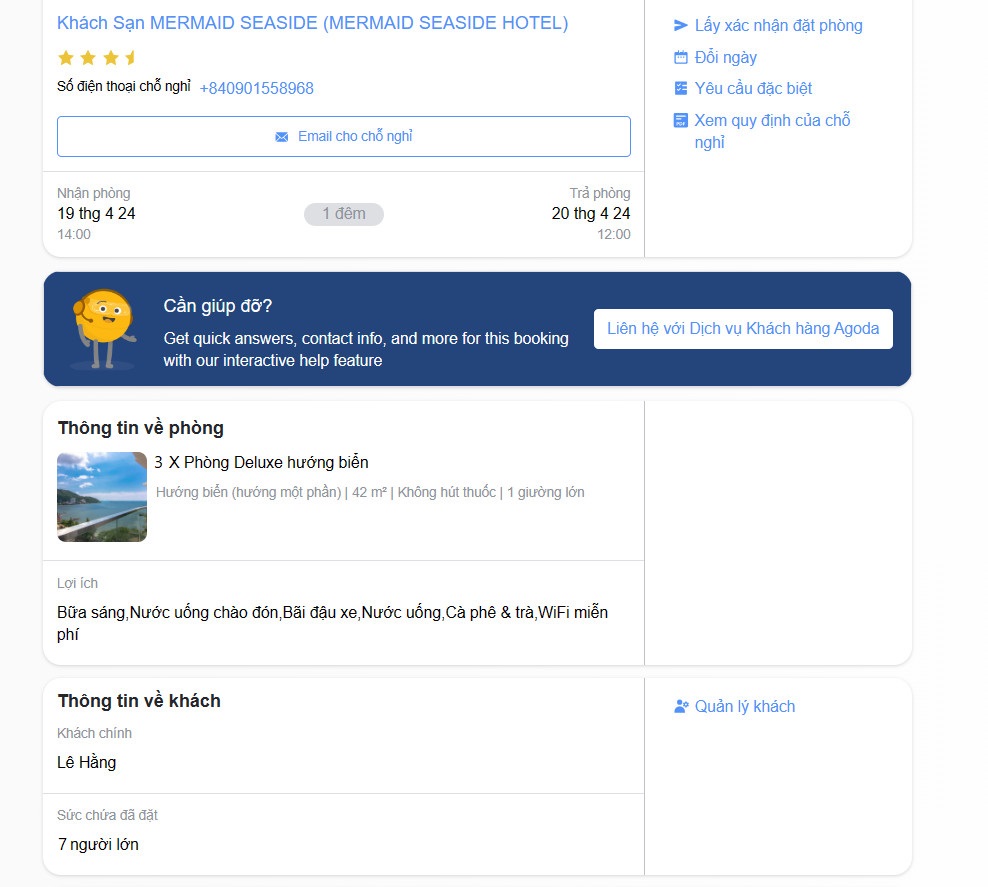 Khách Sạn MERMAID SEASIDE (MERMAID SEASIDE HOTEL)
Số điện thoại chỗ nghỉ +840901558968
Email cho chỗ nghỉ
Nhận phòng
19 thg 4 24
14:00
1 đêm
Trả phòng
20 thg 4 24
12:00
Lấy xác nhận đặt phòng
Đổi ngày
Yêu cầu đặc biệt
Xem quy định của chỗ
nghỉ
Cần giúp đỡ?
Get quick answers, contact info, and more for this booking
with our interactive help feature
Liên hệ với Dịch vụ Khách hàng Agoda
Thông tin về phòng
3 X Phòng Deluxe hướng biển
Hướng biển (hướng một phần) | 42 m² | Không hút thuốc | 1 giường lớn
Lợi ích
Bữa sáng,Nước uống chào đón,Bãi đậu xe,Nước uống,Cà phê & trà,WiFi miễn
phí
Thông tin về khách
Khách chính
Lê Hằng
Sức chứa đã đặt
7 người lớn
Quản lý khách